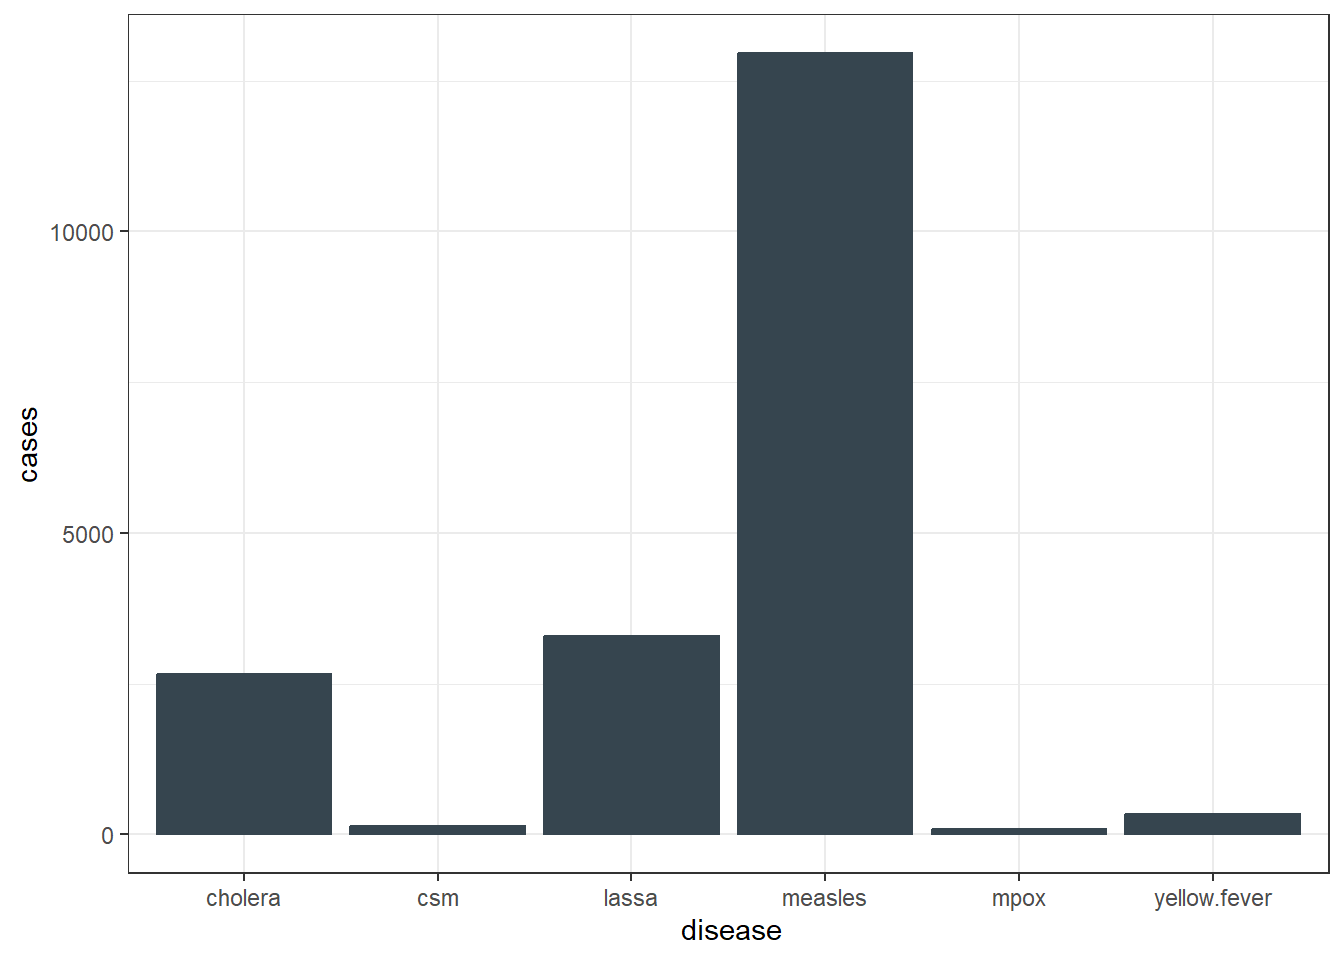 cases
10000
5000
0
cholera
csm
lassa
measles
mpox
yellow.fever
disease